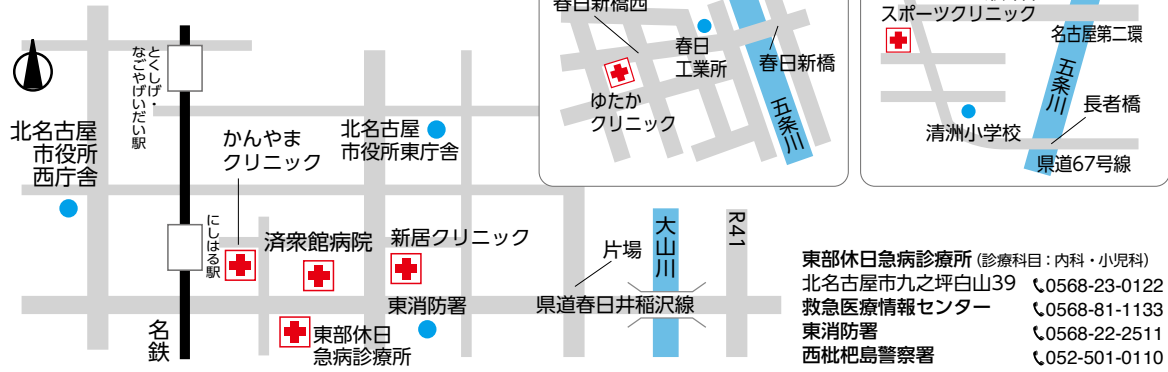 とくしげ・
なごやげいだい駅
北名古屋
市役所
西庁舎
かんやま
クリニック
北名古屋
市役所東庁舎
にしはる駅
済衆館病院
新居クリニック
東消防署
東部休日
急病診療所
名鉄
片場
県道春日井稲沢線
大山川
R41
春日新橋西
春日
工業所
春日新橋
ゆたか
クリニック
五条川
スポーツクリニック
名古屋第二環
五条川
長者橋
清洲小学校
県道67号線
東部休日急病診療所(診療科目：内科・小児科)
北名古屋市九之坪白山39 0568-23-0122
救急医療情報センター 0568-81-1133
東消防署 0568-22-2511
西枇杷島警察署 052-501-0110